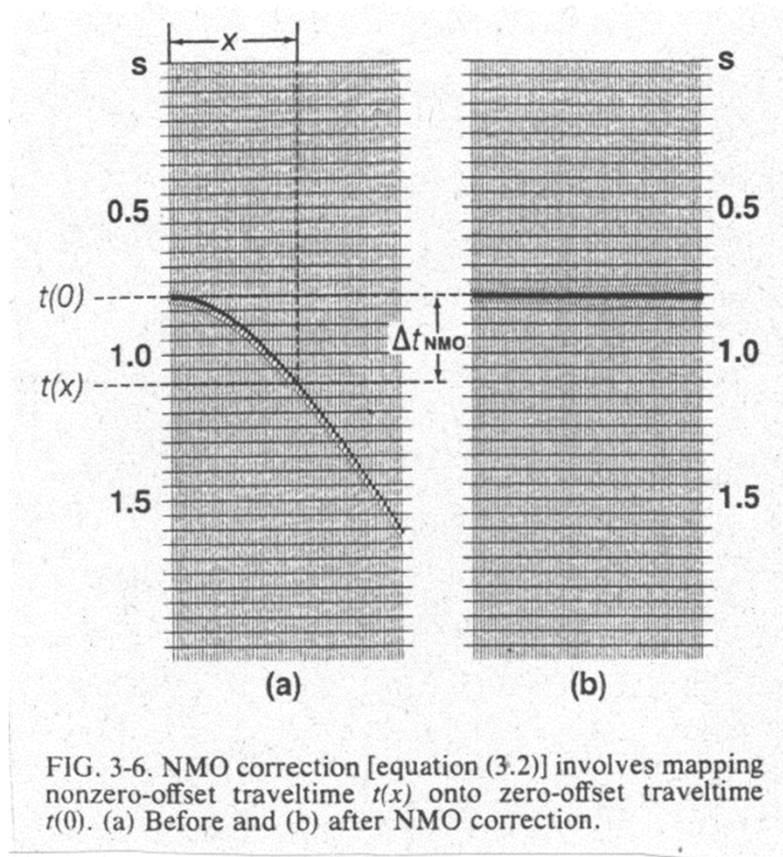 x
s
s
0.5
0.5
t(0)
ΔtNMO
1.0
1.0
t(x)
1.5
1.5
(a)
(b)
FIG. 3-6. NMO correction [equation (3.2)] involves mapping
nonzero-offset traveltime t(x) onto zero-offset traveltime
t(0). (a) Before and (b) after NMO correction.